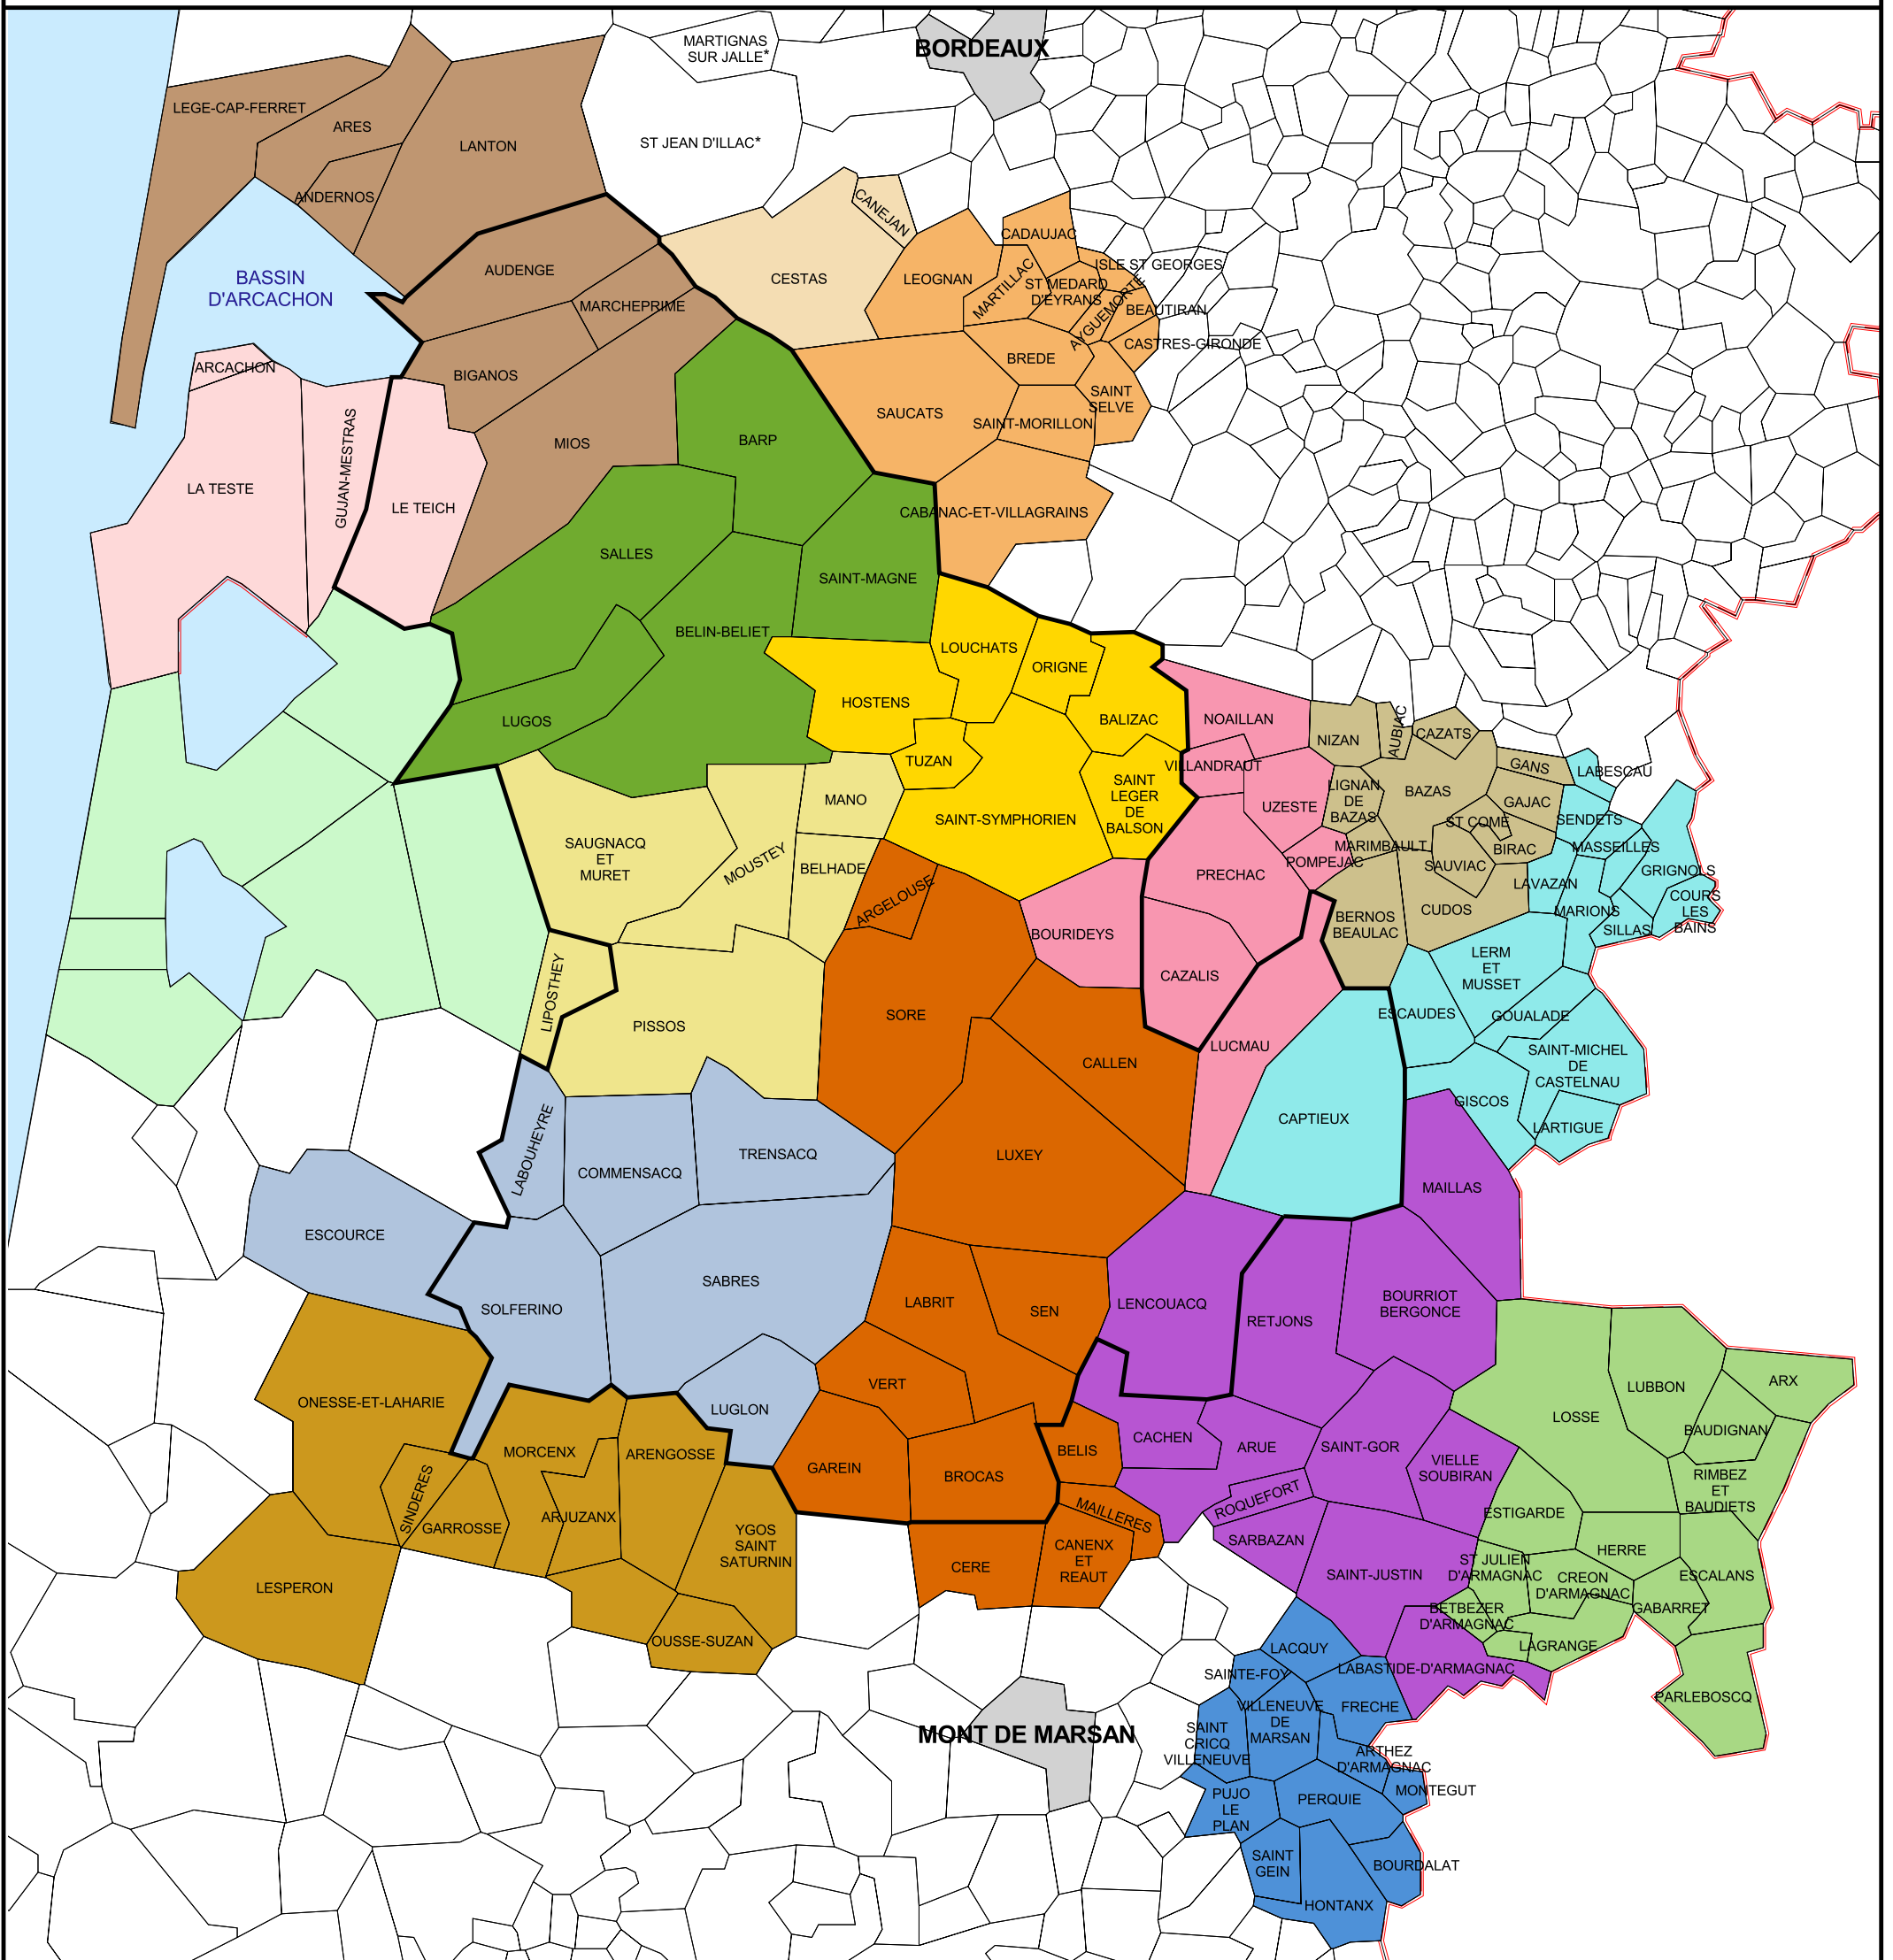 MARTIGNAS
SUR JALLE*
BORDEAUX
LEGE-CAP-FERRET
ARES
LANTON
ST JEAN D'ILLAC*
ANDERNOS
CANEJAN
CADAUJAC
BASSIN
D'ARCACHON
AUDENGE
CESTAS
LEOGNAN
MARTILLAC
ISLE ST GEORGES
ST MEDARD
D'EYRANS
AYGUEMORTE
BEAUTIRAN
MARCHEPRIME
CASTRES-GIRONDE
BREDE
ARCACHON
BIGANOS
SAINT
SELVE
SAUCATS
SAINT-MORILLON
GUJAN-MESTRAS
MIOS
BARP
LA TESTE
LE TEICH
CABANAC-ET-VILLAGRAINS
SALLES
SAINT-MAGNE
BELIN-BELIET
LOUCHATS
ORIGNE
HOSTENS
LUGOS
BALIZAC
NOAILLAN
NIZAN
AUBIAC
CAZATS
TUZAN
VILLANDRAUT
GANS
LABESCAU
SAINT
LEGER
DE
BALSON
LIGNAN
DE
BAZAS
BAZAS
MANO
UZESTE
GAJAC
SAINT-SYMPHORIEN
ST COME
SENDETS
SAUGNACQ
ET
MURET
MOUSTEY
BELHADE
MARIMBAULT
BIRAC
MASSEILLES
POMPEJAC
SAUVIAC
GRIGNOLS
PRECHAC
LAVAZAN
ARGELOUSE
COURS
LES
BAINS
CUDOS
MARIONS
BERNOS
BEAULAC
SILLAS
BOURIDEYS
LERM
ET
MUSSET
CAZALIS
LIPOSTHEY
PISSOS
SORE
ESCAUDES
GOUALADE
LUCMAU
CALLEN
SAINT-MICHEL
DE
CASTELNAU
GISCOS
CAPTIEUX
LARTIGUE
LABOUHEYRE
COMMENSACQ
TRENSACQ
LUXEY
MAILLAS
ESCOURCE
SABRES
SOLFERINO
LABRIT
SEN
LENCOUACQ
RETJONS
BOURRIOT
BERGONCE
VERT
LUBBON
ARX
ONESSE-ET-LAHARIE
LUGLON
LOSSE
BAUDIGNAN
CACHEN
MORCENX
ARENGOSSE
BELIS
ARUE
SAINT-GOR
GAREIN
BROCAS
VIELLE
SOUBIRAN
RIMBEZ
ET
BAUDIETS
SINDERES
ROQUEFORT
MAILLERES
ESTIGARDE
ARJUZANX
GARROSSE
YGOS
SAINT
SATURNIN
SARBAZAN
CANENX
ET
REAUT
HERRE
CERE
ST JULIEN
D'ARMAGNAC
SAINT-JUSTIN
CREON
D'ARMAGNAC
ESCALANS
LESPERON
BETBEZER
D'ARMAGNAC
GABARRET
OUSSE-SUZAN
LACQUY
LAGRANGE
SAINTE-FOY
LABASTIDE-D'ARMAGNAC
PARLEBOSCQ
VILLENEUVE
DE
MARSAN
FRECHE
MONT DE MARSAN
SAINT
CRICQ
VILLENEUVE
ARTHEZ
D'ARMAGNAC
MONTEGUT
PUJO
LE
PLAN
PERQUIE
SAINT
GEIN
BOURDALAT
HONTANX